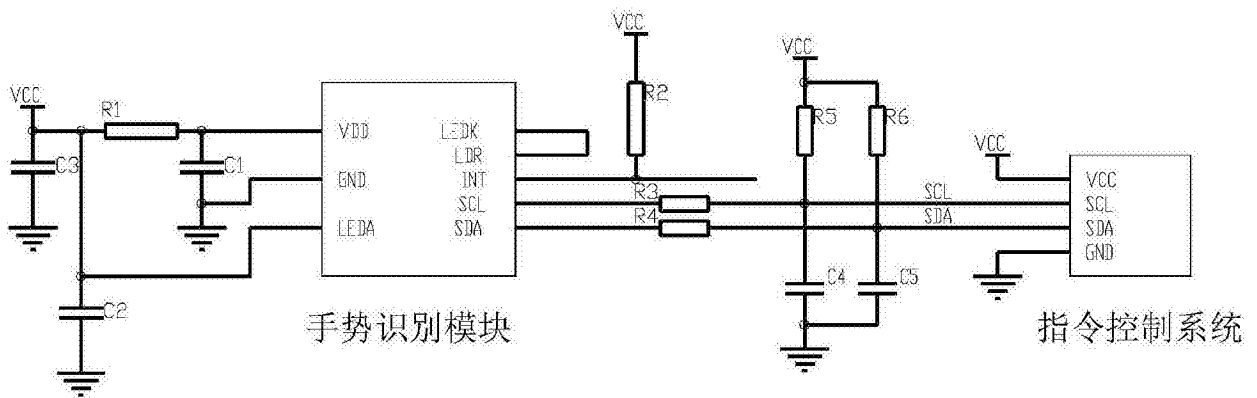 VCC
R1
C3
C1
C2
VDD
GND
LEDA
LEDK
LDR
INT
SCL
SDA
手势识别模块
VCC
R2
R3
R4
VCC
R5
R6
C4
C5
SCL
SDA
VCC
VCC
SCL
SDA
GND
指令控制系统